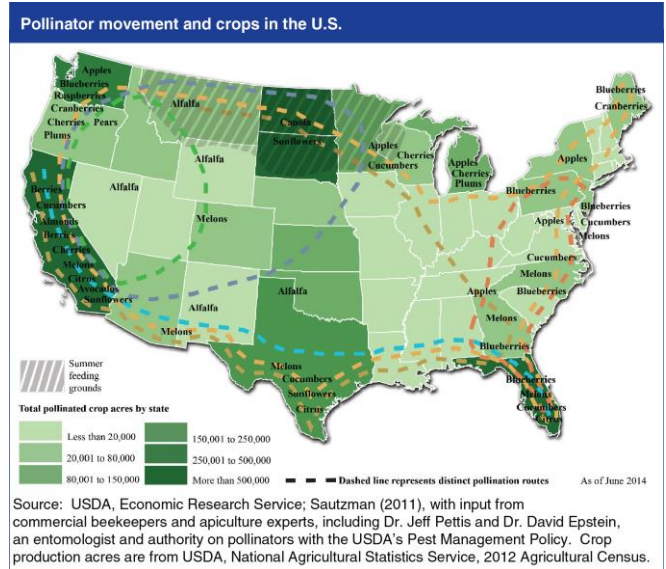 Pollinator movement and crops in the U.S.
Apples
Blueberries
Raspberries
Cranberries
Cherries Pears
Plums
Alfalfa
Canola
Sunflowers
Alfalfa
Alfalfa
Melons
Apples
Cucumbers
Cherries
Apples
Cherries
Plums
Blueberries
Cranberries
Apples
Blueberries
Blueberries
Cucumbers
Melons
Apples
Cucumbers
Melons
Blueberries
Apples
Melons
Blueberries
Blueberries
Melons
Cucumbers
Citrus
Berries
Cucumbers
Almonds
Berries
Cherries
Melons
Citrus
Avocados
Sunflowers
Alfalfa
Melons
Alfalfa
Melons
Cucumbers
Sunflowers
Citrus
Summer
feeding
grounds
Total pollinated crop acres by state
Less than 20,000
20,001 to 80,000
80,001 to 150,000
150,001 to 250,000
250,001 to 500,000
More than 500,000
Dashed line represents distinct pollination routes
As of June 2014
Source: USDA, Economic Research Service; Sautzman (2011), with input from
commercial beekeepers and apiculture experts, including Dr. Jeff Pettis and Dr. David Epstein,
an entomologist and authority on pollinators with the USDA's Pest Management Policy. Crop
production acres are from USDA, National Agricultural Statistics Service, 2012 Agricultural Census.